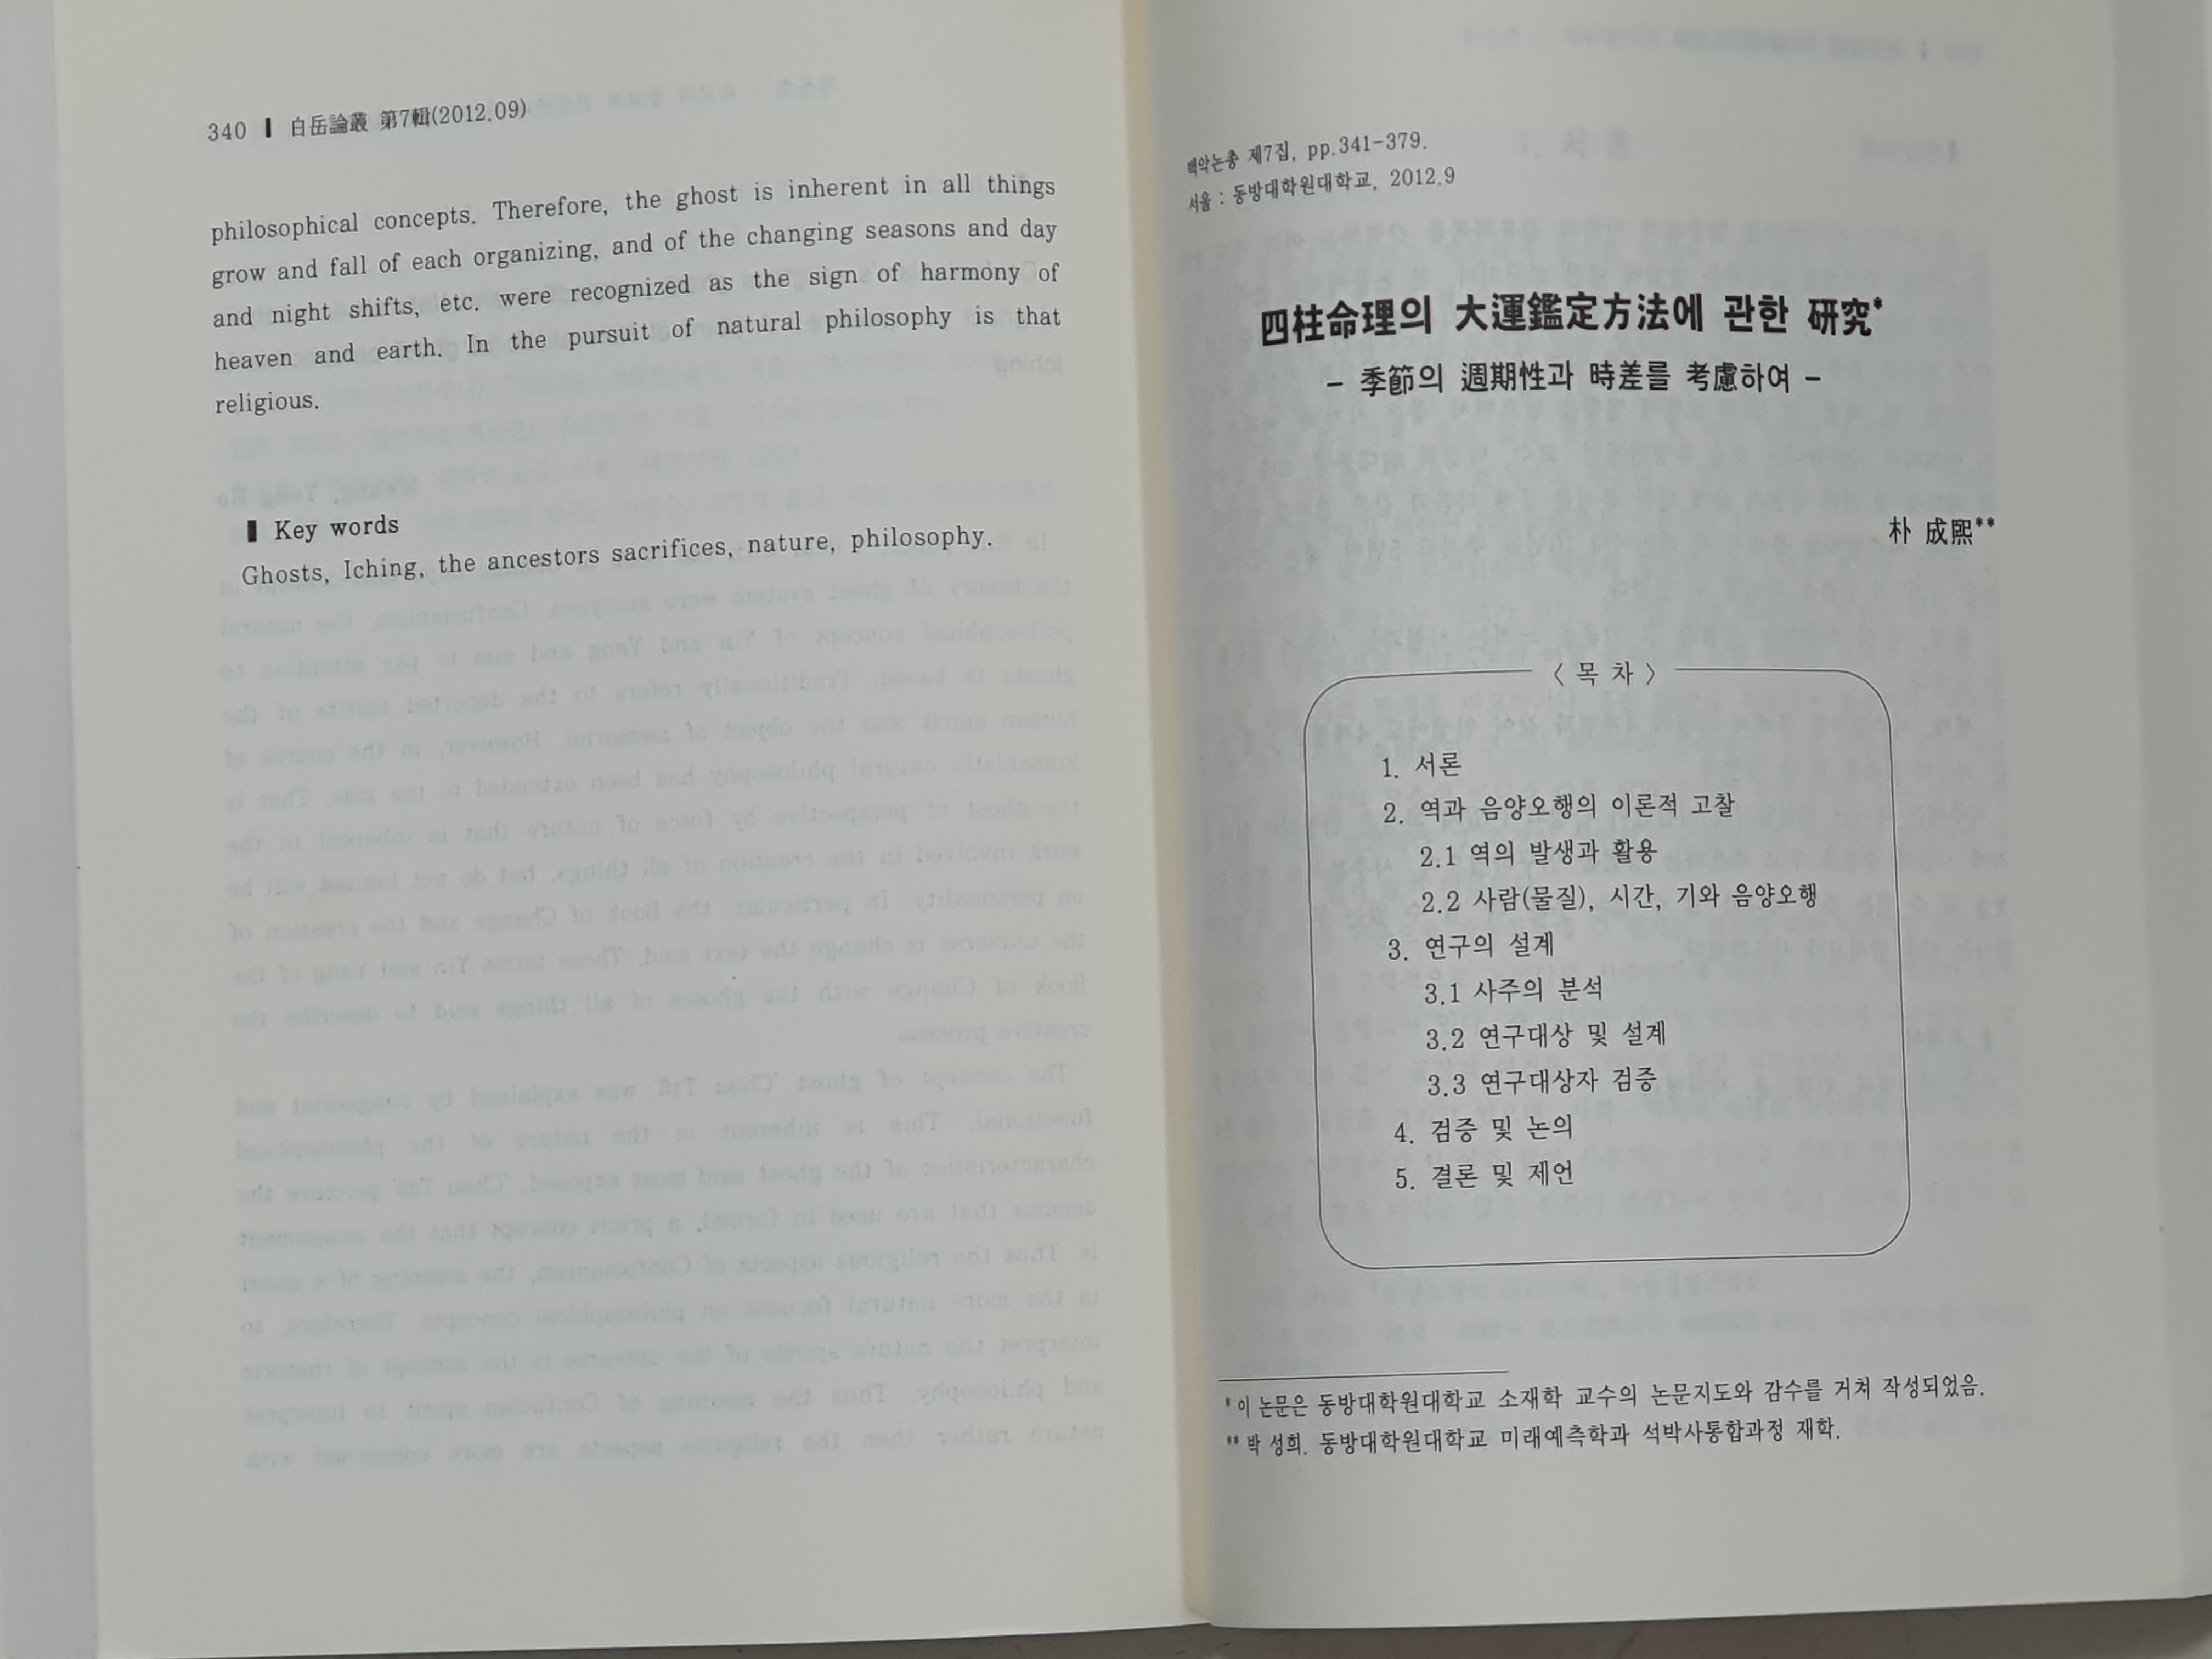 340 ▌ 白岳論叢 第7輯(2012.09)
philosophical concepts. Therefore, the ghost is inherent in all things
grow and fall of each organizing, and of the changing seasons and day
and night shifts, etc. were recognized as the sign of harmony of
heaven and earth. In the pursuit of natural philosophy is that
religious.
▌ Key words
Ghosts, Iching, the ancestors sacrifices, nature, philosophy.
백악논총 제7집, pp.341-379.
서울 : 동방대학원대학교, 2012.9
四柱命理의 大運鑑定方法에 관한 研究*
- 季節의 週期性과 時差를 考慮하여 -
朴 成熙**
〈 목 차 〉
1. 서론
2. 역과 음양오행의 이론적 고찰
2.1 역의 발생과 활용
2.2 사람(물질), 시간, 기와 음양오행
3. 연구의 설계
3.1 사주의 분석
3.2 연구대상 및 설계
3.3 연구대상자 검증
4. 검증 및 논의
5. 결론 및 제언
* 이 논문은 동방대학원대학교 소재학 교수의 논문지도와 감수를 거쳐 작성되었음.
** 박 성희. 동방대학원대학교 미래예측학과 석박사통합과정 재학.